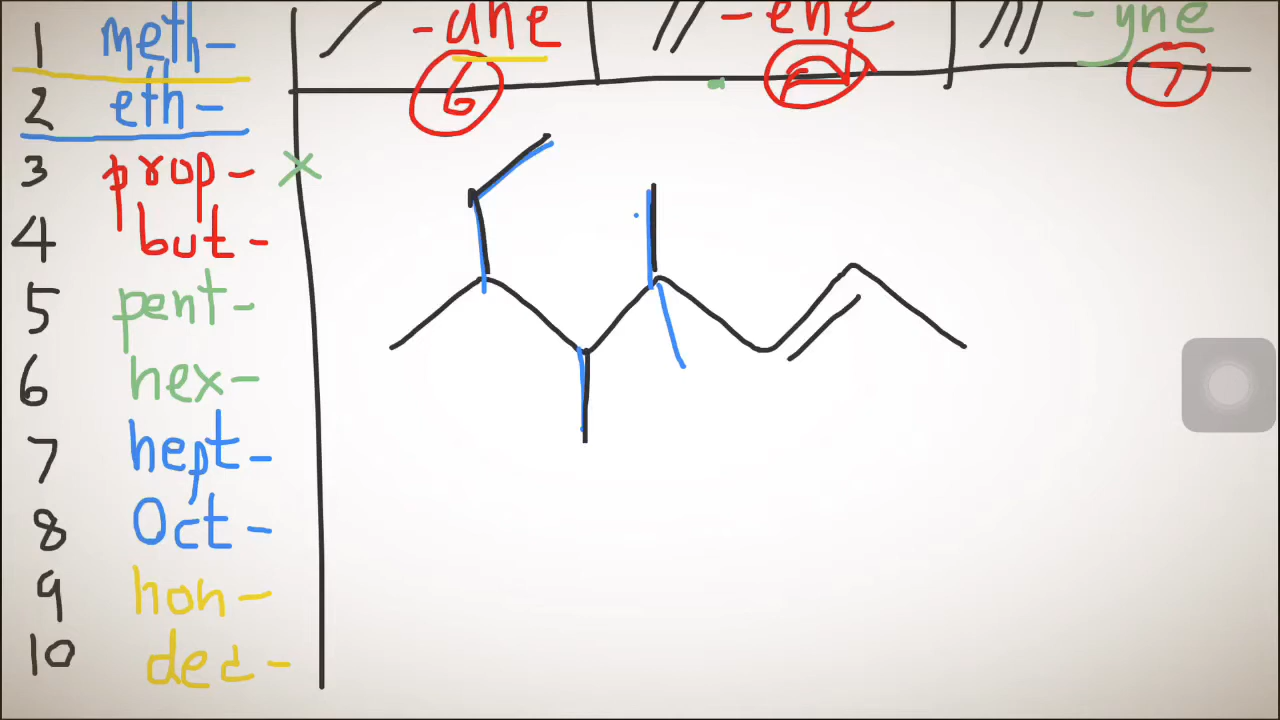 1 meth- -ane -ene -yne
6 2 7
2 eth-
3 prop-
4 but-
5 pent-
6 hex-
7 hept-
8 Oct-
9 non-
10 dec-